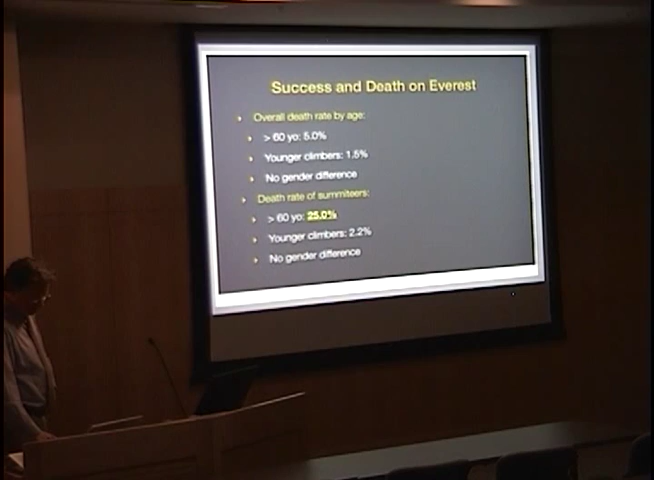 Success and Death on Everest
Overall death rate by age:
> 60 yo: 5.0%
Younger climbers: 1.5%
No gender difference
Death rate of summiteers:
> 60 yo: 25.0%
Younger climbers: 2.2%
No gender difference